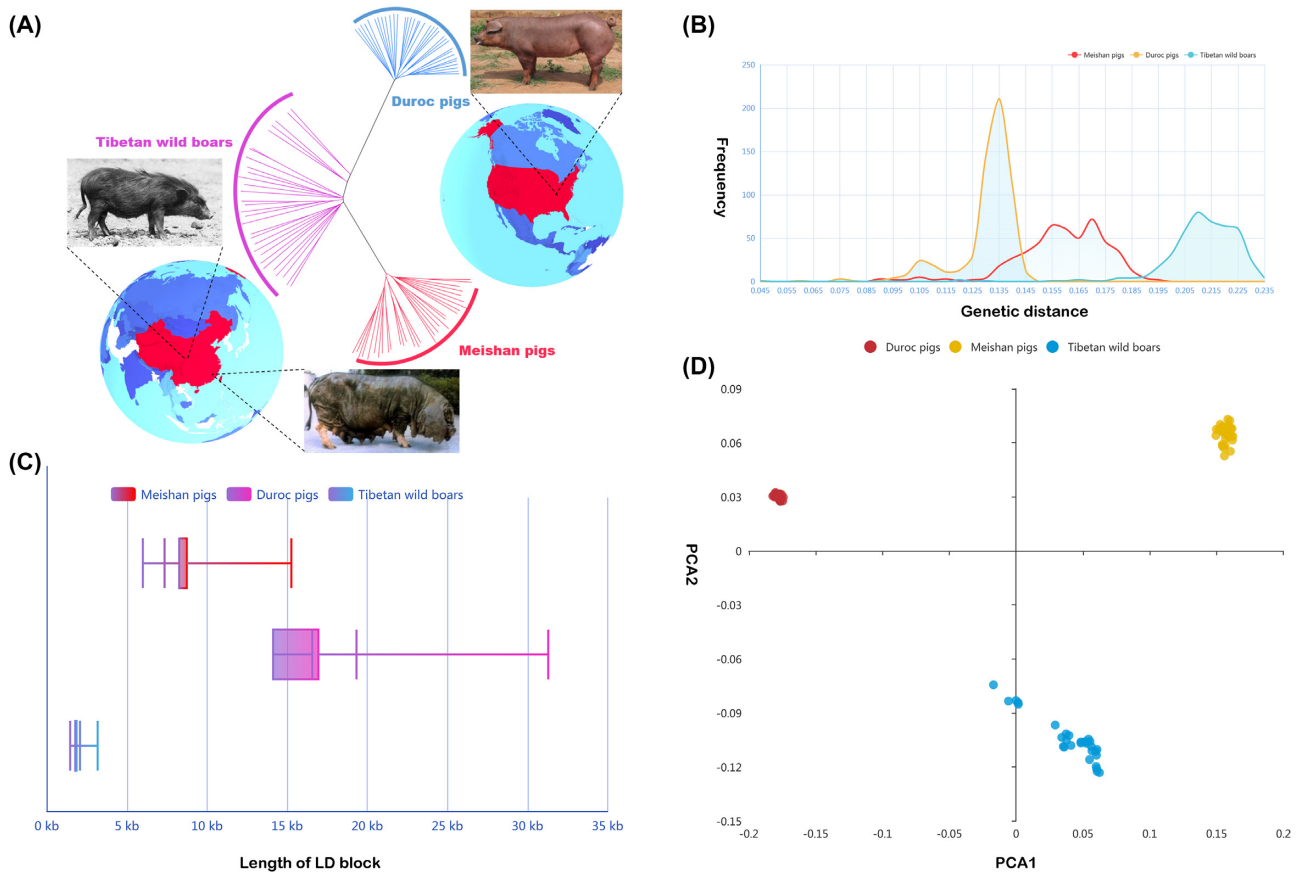 (A)
Duroc pigs
Tibetan wild boars
Meishan pigs
(B)
Meishan pigs Duroc pigs Tibetan wild boars
250
200
150
100
50
0
Frequency
0.045 0.055 0.065 0.075 0.085 0.095 0.105 0.115 0.125 0.135 0.145 0.155 0.165 0.175 0.185 0.195 0.205 0.215 0.225 0.235
Genetic distance
(C)
Meishan pigs Duroc pigs Tibetan wild boars
0 kb 5 kb 10 kb 15 kb 20 kb 25 kb 30 kb 35 kb
Length of LD block
(D)
Duroc pigs Meishan pigs Tibetan wild boars
0.09
0.06
0.03
0
-0.03
-0.06
-0.09
-0.12
-0.15
PCA2
-0.2 -0.15 -0.1 -0.05 0 0.05 0.1 0.15 0.2
PCA1